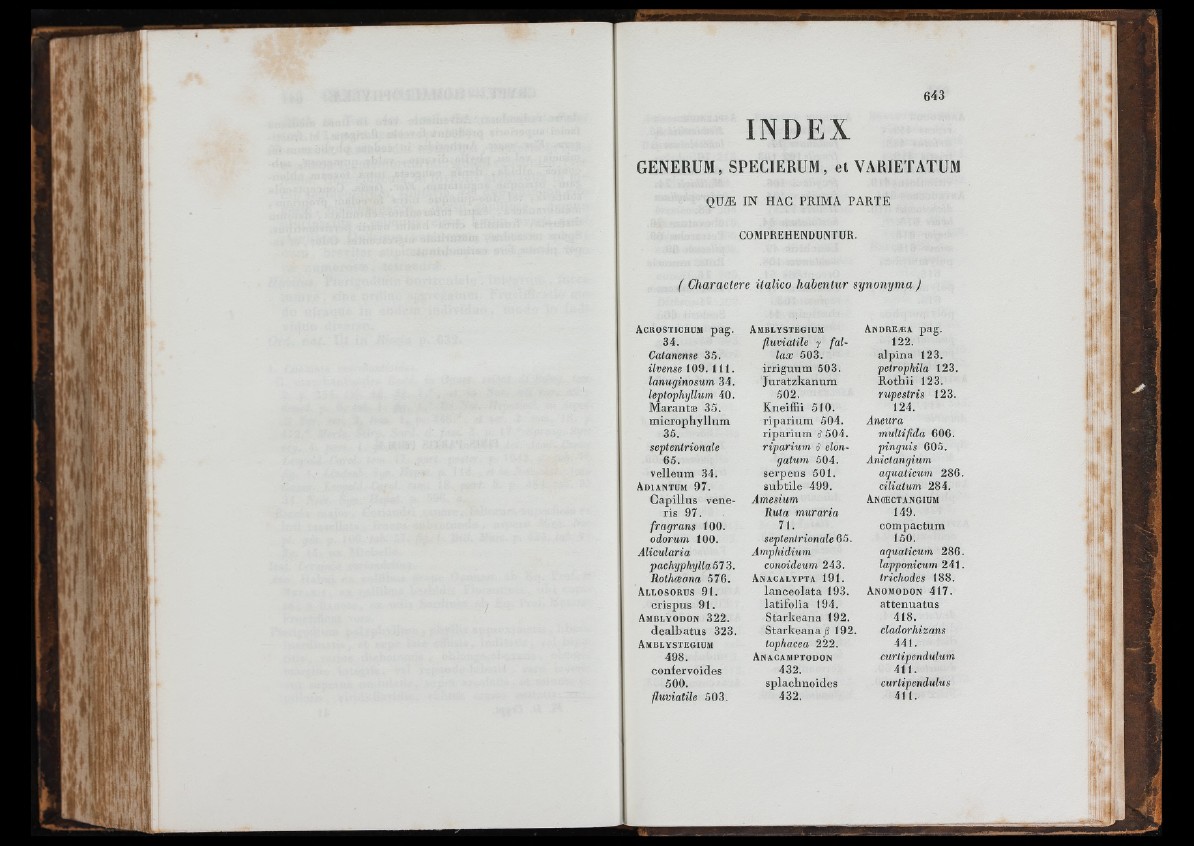 643
INDEX
GENERUM, SPECIERUM, et VARIETATUM
QUÆ IN HAC PRIMA PARTE
COMPREHENDUNTUR.
( Charactere italico habentur synonyma )
ACROSTICHUM pag.
34.
Catanense 35.
ilvense 109. 111.
lanuginosum 34.
leptophyllum 40.
Marantæ 35.
microphyllum
35.
septentrionale
65.
velleum 34.
ADIANTUM 97.
Capillus vene-
ris 97.
fragrans 100.
odorum 100.
Alicularia
pachyphylla 573.
Rothæana 576.
ALLOSORUS 91.
crispus 91.
AMBLYODON 322.
dealbatus 323.
AMBLYSTEGIUM
498.
confervoides
500.
fluviatile 503.
AMBLYSTEGIUM
fluviatile γ fal-
lax 503.
irriguum 503.
Juratzkanum
502.
Kneiffii 510.
riparium 504.
riparium 504.
riparium elon-
gatum 504.
serpens 501.
subtile 499.
Amesium
Ruta muraria
71.
septentrionale 65.
Amphidium
conoideum 243.
ANACALYPTA 191.
lanceolata 193.
latifolia 194.
Starkeana 192.
Starkeana β 192.
tophacea 222.
ANACAMPTODON
432.
splachnoides
432.
ANDREÆA pag.
122.
alpina 123.
petrophila 123.
Rothii 123.
rupestris 123.
124.
Aneura
multifida 606.
pinguis 605.
Anictangium
aquaticum 286.
ciliatum 284.
ANŒCTANGIUM
149.
compactum
150.
aquaticum 286.
lapponicum 241.
trichodes 188.
ANOMODON 417.
attenuatus
418.
cladorhizans
441.
curtipendulum
411.
curtipendulus
411.